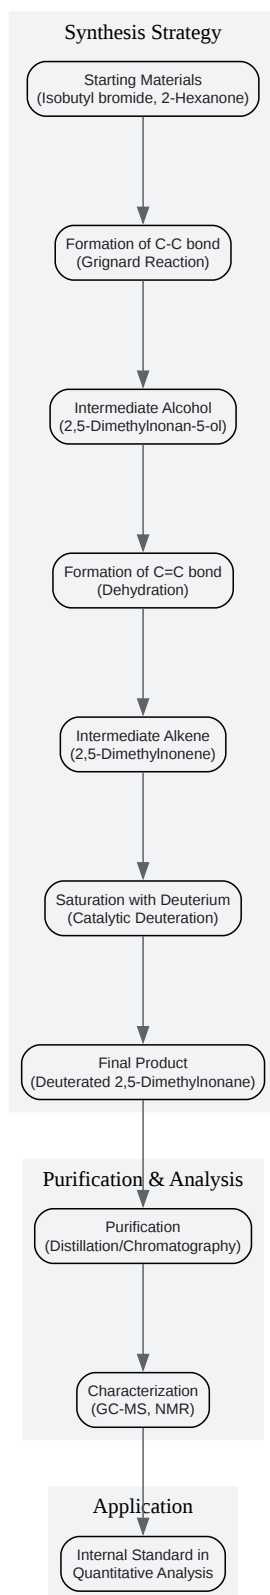 Synthesis Strategy
Starting Materials
(Isobutyl bromide, 2-Hexanone)
Formation of C-C bond
(Grignard Reaction)
Intermediate Alcohol
(2,5-Dimethylnonan-5-ol)
Formation of C=C bond
(Dehydration)
Intermediate Alkene
(2,5-Dimethylnonene)
Saturation with Deuterium
(Catalytic Deuteration)
Final Product
(Deuterated 2,5-Dimethylnonane)
Purification & Analysis
Purification
(Distillation/Chromatography)
Characterization
(GC-MS, NMR)
Application
Internal Standard in
Quantitative Analysis